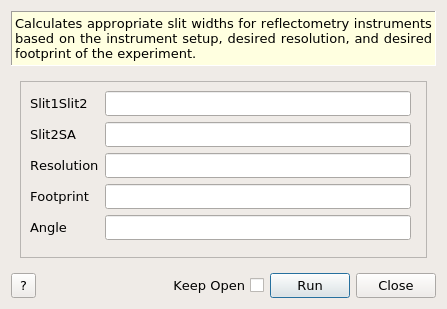 Calculates appropriate slit widths for reflectometry instruments
based on the instrument setup, desired resolution, and desired
footprint of the experiment.
Slit1Slit2
Slit2SA
Resolution
Footprint
Angle
? Keep Open Run Close